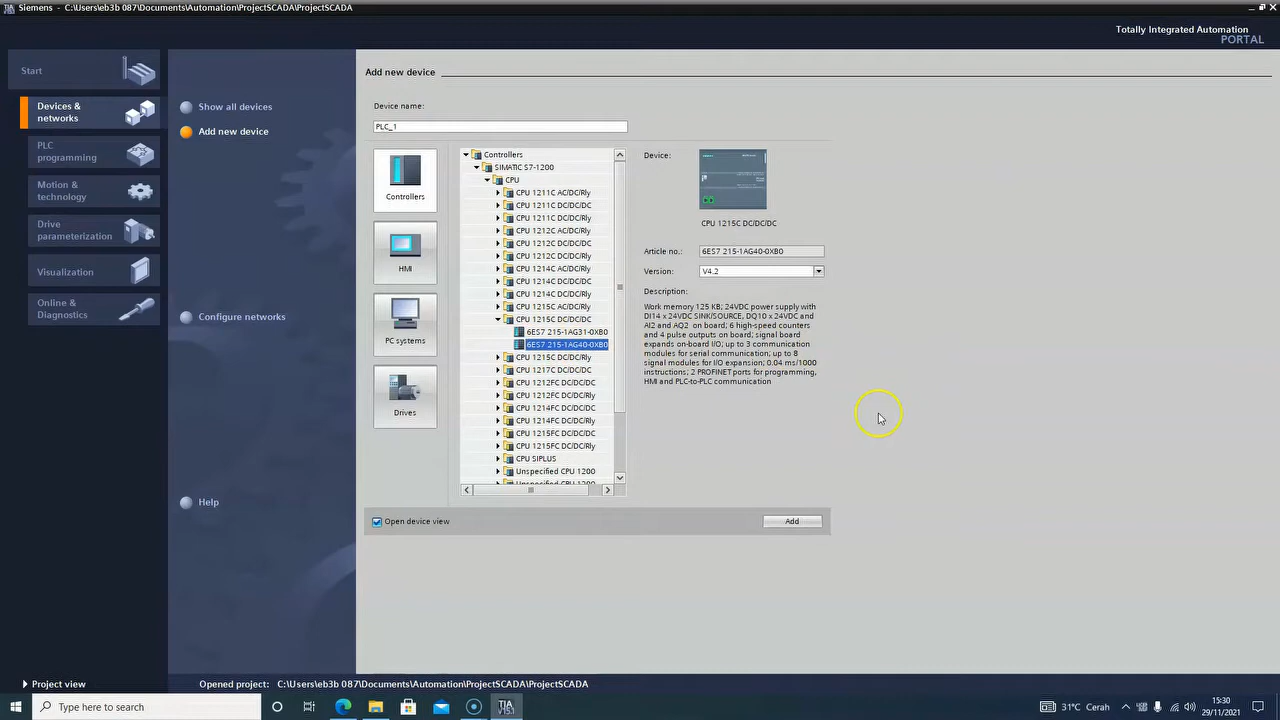 Siemens - C:\Users\eb3b 087\Documents\Automation\ProjectSCADA\ProjectSCADA
Totally Integrated Automation
PORTAL
Start
Devices &
networks
PLC
programming
Motion &
technology
Drive
parameterization
Visualization
Online &
Diagnostics
Show all devices
Add new device
Configure networks
Help
Add new device
Device name:
PLC_1
Controllers
HMI
PC systems
Drives
Controllers
SIMATIC S7-1200
CPU
CPU 1211C AC/DC/Rly
CPU 1211C DC/DC/DC
CPU 1211C DC/DC/Rly
CPU 1212C AC/DC/Rly
CPU 1212C DC/DC/DC
CPU 1212C DC/DC/Rly
CPU 1214C AC/DC/Rly
CPU 1214C DC/DC/DC
CPU 1214C DC/DC/Rly
CPU 1215C AC/DC/Rly
CPU 1215C DC/DC/DC
6ES7 215-1AG31-0XB0
6ES7 215-1AG40-0XB0
CPU 1215C DC/DC/Rly
CPU 1217C DC/DC/DC
CPU 1212FC DC/DC/DC
CPU 1212FC DC/DC/Rly
CPU 1214FC DC/DC/DC
CPU 1214FC DC/DC/Rly
CPU 1215FC DC/DC/DC
CPU 1215FC DC/DC/Rly
CPU SIPLUS
Unspecified CPU 1200
Device:
CPU 1215C DC/DC/DC
Article no.:
6ES7 215-1AG40-0XB0
Version:
V4.2
Description:
Work memory 125 KB; 24VDC power supply with
DI14 x 24VDC SINK/SOURCE, DQ10 x 24VDC and
AI2 and AQ2 on board; 6 high-speed counters
and 4 pulse outputs on board; signal board
expands on-board I/O; up to 3 communication
modules for serial communication; up to 8
signal modules for I/O expansion; 0.04 ms/1000
instructions; 2 PROFINET ports for programming,
HMI and PLC-to-PLC communication
Open device view
Add
Project view
Opened project: C:\Users\eb3b 087\Documents\Automation\ProjectSCADA\ProjectSCADA
Type here to search
TIA
V15.1
31°C Cerah
15:30
29/11/2021